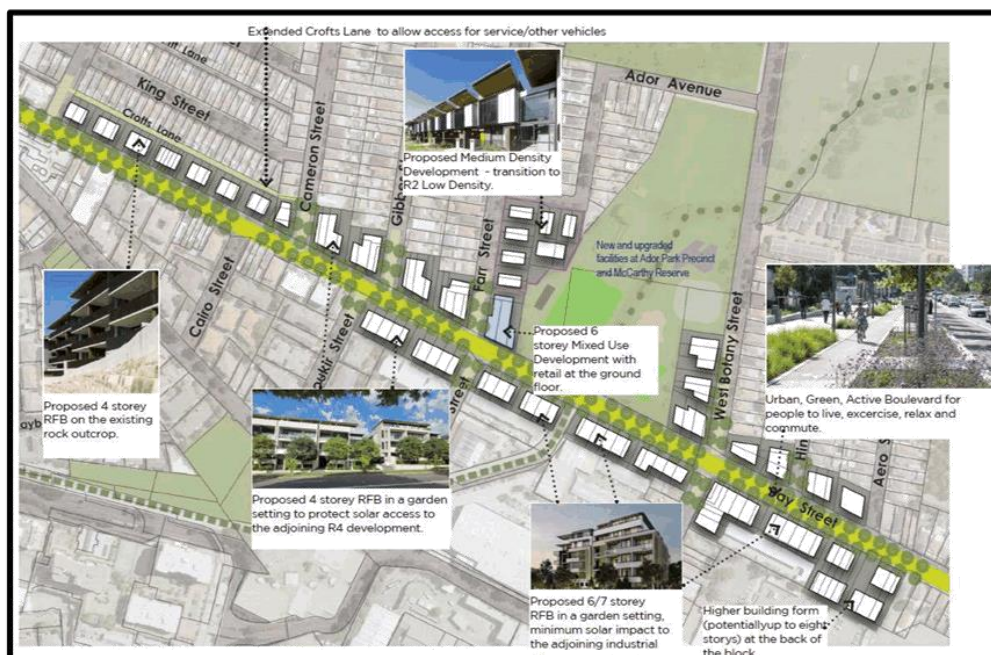 Extended Crofts Lane to allow access for service/other vehicles
Ador Avenue
King Street
Crofts Lane
Cameron Street
Proposed Medium Density
Development - transition to
R2 Low Density.
Farr Street
New and upgraded
facilities at Ador Park Precinct
and McCarthy Reserve
Cairo Street
Street
Proposed 6
storey Mixed Use
Development with
retail at the ground
floor.
West Botany Street
Proposed 4 storey
RFB on the existing
rock outcrop.
Urban, Green, Active Boulevard for
people to live, excercise, relax and
commute.
Aero S
Bay Street
Proposed 4 storey RFB in a garden
setting to protect solar access to
the adjoining R4 development.
Proposed 6/7 storey
RFB in a garden setting,
minimum solar impact to
the adjoining industrial
Higher building form
(potentiallyup to eight
storys) at the back of
the block